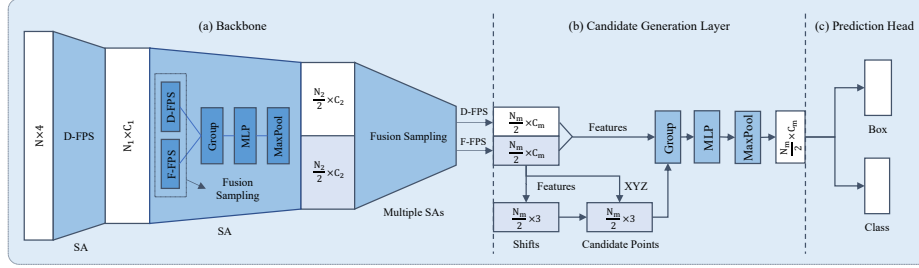 (a) Backbone
(b) Candidate Generation Layer
(c) Prediction Head
N×4
D-FPS
SA
N₁×C₁
D-FPS
F-FPS
Group
MLP
MaxPool
Fusion
Sampling
SA
N₂/2 ×C₂
N₂/2 ×C₂
Fusion Sampling
Multiple SAs
D-FPS
F-FPS
Nₘ/2 ×Cₘ
Nₘ/2 ×Cₘ
Features
Features
XYZ
Nₘ/2 ×3
Shifts
Nₘ/2 ×3
Candidate Points
Group
MLP
MaxPool
Nₘ/2 ×Cₘ
Box
Class